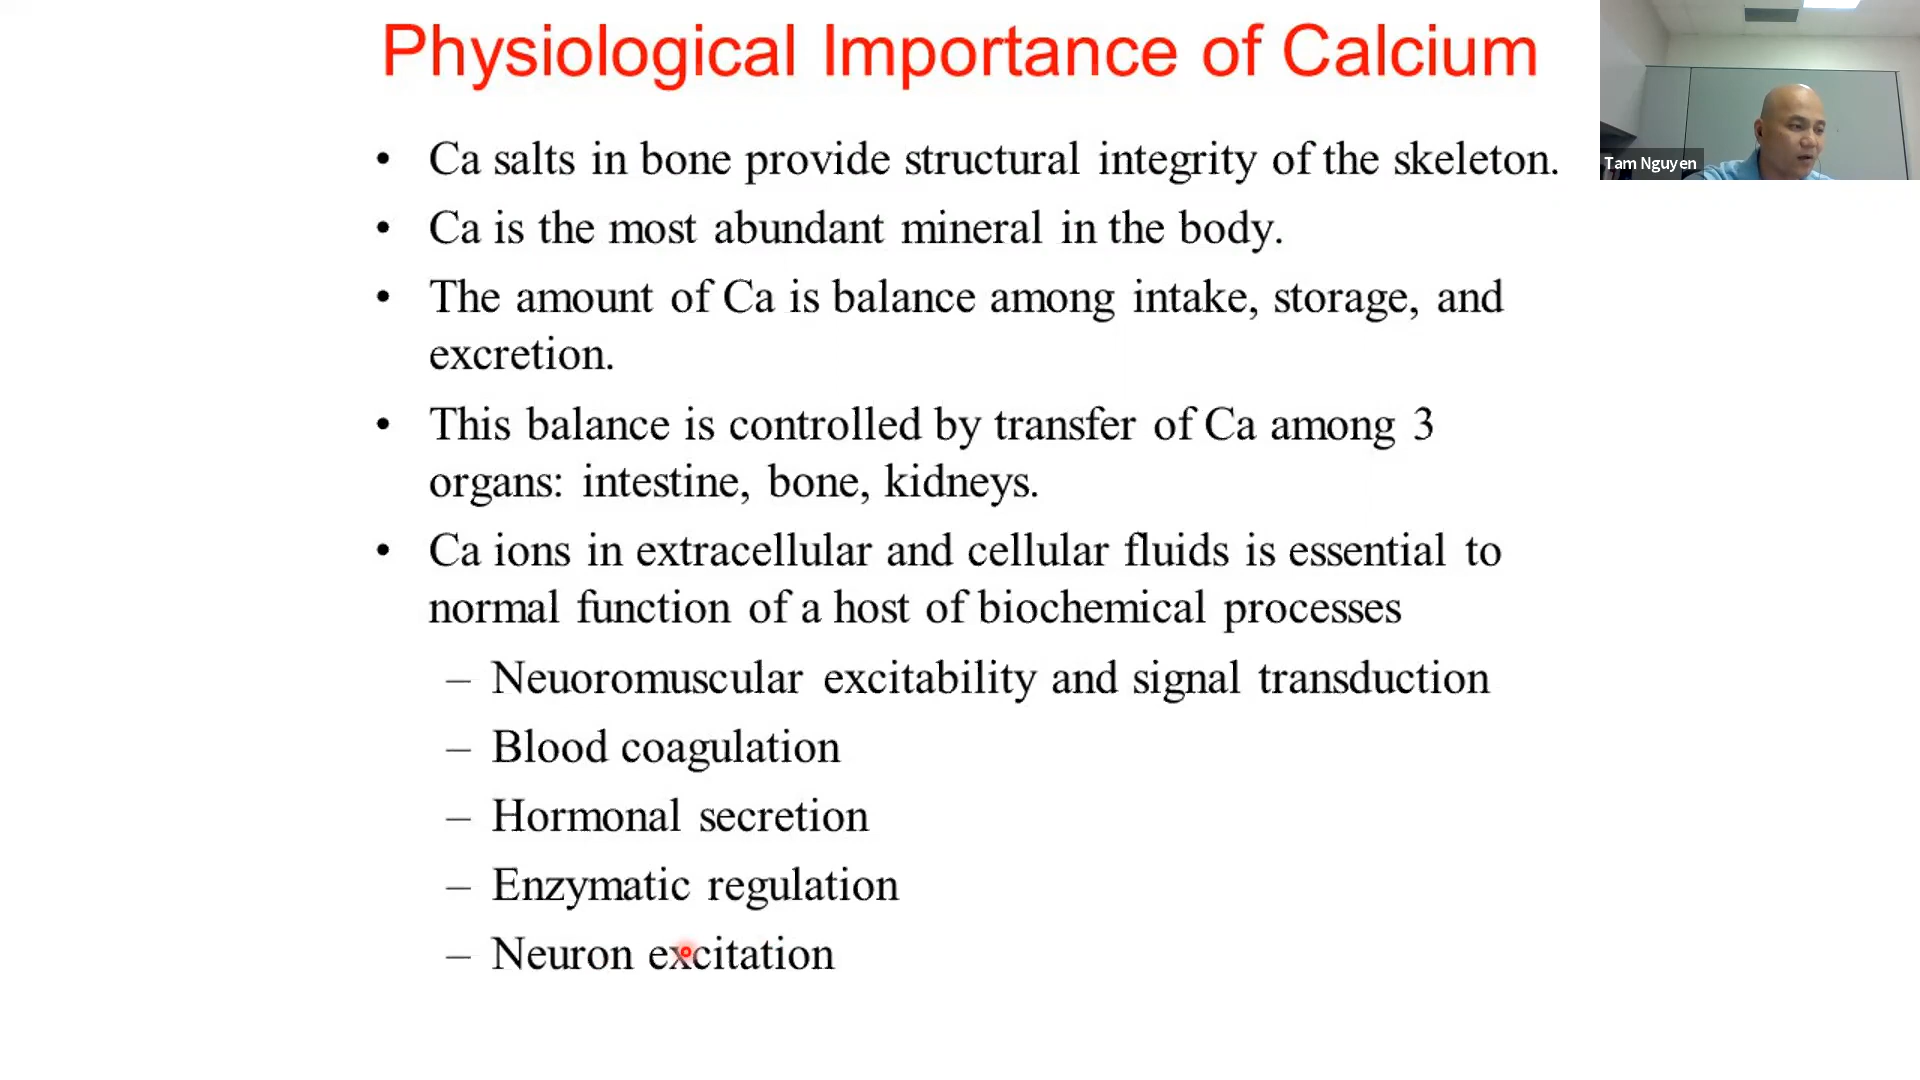 Physiological Importance of Calcium
• Ca salts in bone provide structural integrity of the skeleton.
• Ca is the most abundant mineral in the body.
• The amount of Ca is balance among intake, storage, and
excretion.
• This balance is controlled by transfer of Ca among 3
organs: intestine, bone, kidneys.
• Ca ions in extracellular and cellular fluids is essential to
normal function of a host of biochemical processes
– Neuoromuscular excitability and signal transduction
– Blood coagulation
– Hormonal secretion
– Enzymatic regulation
– Neuron excitation
Tam Nguyen